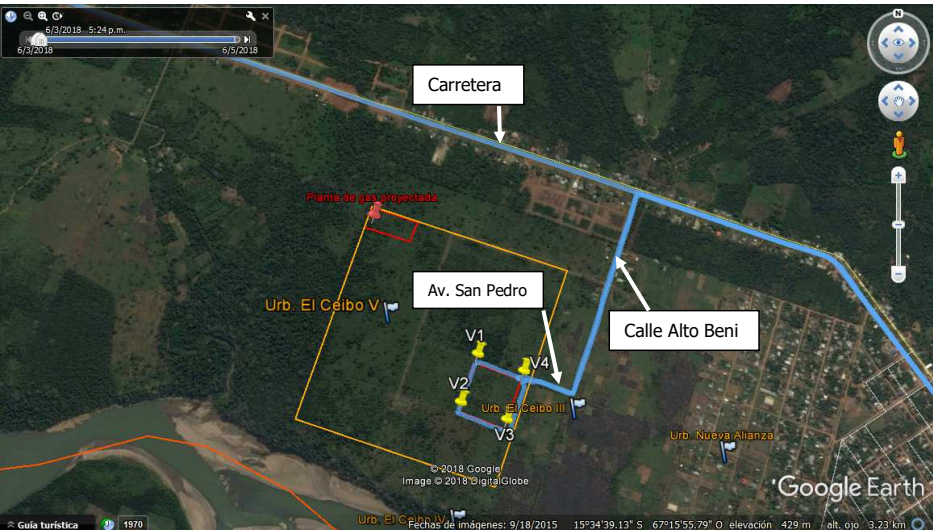 6/3/2018 5:24 p.m.
6/3/2018
6/5/2018
N
Carretera
Planta de gas proyectada
Av. San Pedro
Urb. El Ceibo V
Calle Alto Beni
V1
V4
V2
Urb. El Ceibo III
V3
Urb. Nueva Alianza
© 2018 Google
Image © 2018 DigitalGlobe
Google Earth
Urb. El Ceibo IV
Guía turística
1970
Fechas de imágenes: 9/18/2015 15°34'39.13" S 67°15'55.79" O elevación 429 m alt. ojo 3.23 km